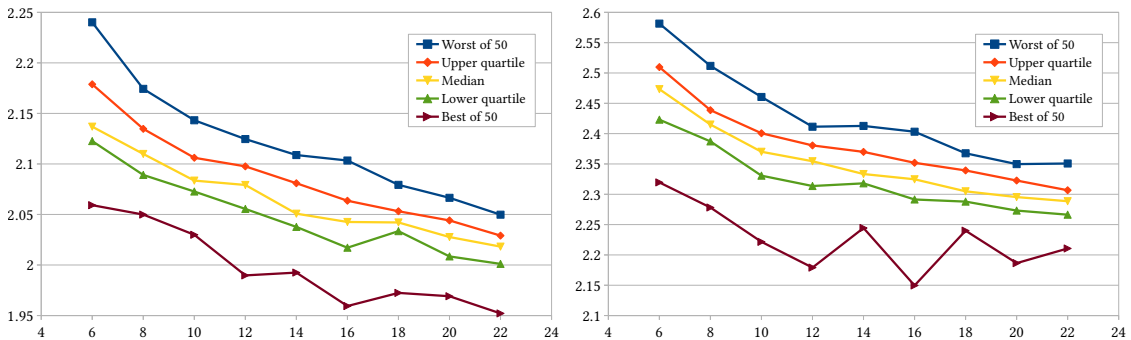 2.25
2.2
2.15
2.1
2.05
2
1.95
4 6 8 10 12 14 16 18 20 22 24
Worst of 50
Upper quartile
Median
Lower quartile
Best of 50
2.6
2.55
2.5
2.45
2.4
2.35
2.3
2.25
2.2
2.15
2.1
4 6 8 10 12 14 16 18 20 22 24
Worst of 50
Upper quartile
Median
Lower quartile
Best of 50